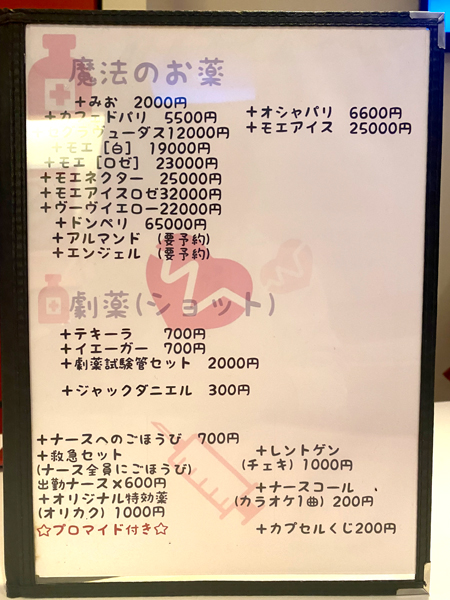 魔法のお薬
+みお 2000円
+カフェードパリ 5500円
12000円
+モエ [白] 19000円
+モエ [ロゼ] 23000円
+モエネクター 25000円
+モエアイスロゼ32000円
+ヴーヴイエロー22000円
+ドンペリ 65000円
+アルマンド (要予約)
+エンジェル (要予約)
+オシャパリ 6600円
+モエアイス 25000円
劇薬(ショット)
+テキーラ 700円
+イエーガー 700円
+劇薬試験管セット 2000円
+ジャックダニエル 300円
+ナースへのごほうび 700円
+救急セット
(ナース全員にごほうび)
出勤ナース×600円
+オリジナル特効薬
(オリカク) 1000円
☆ブロマイド付き☆
+レントゲン
(チェキ) 1000円
+ナースコール
(カラオケ1曲) 200円
+カプセルくじ200円